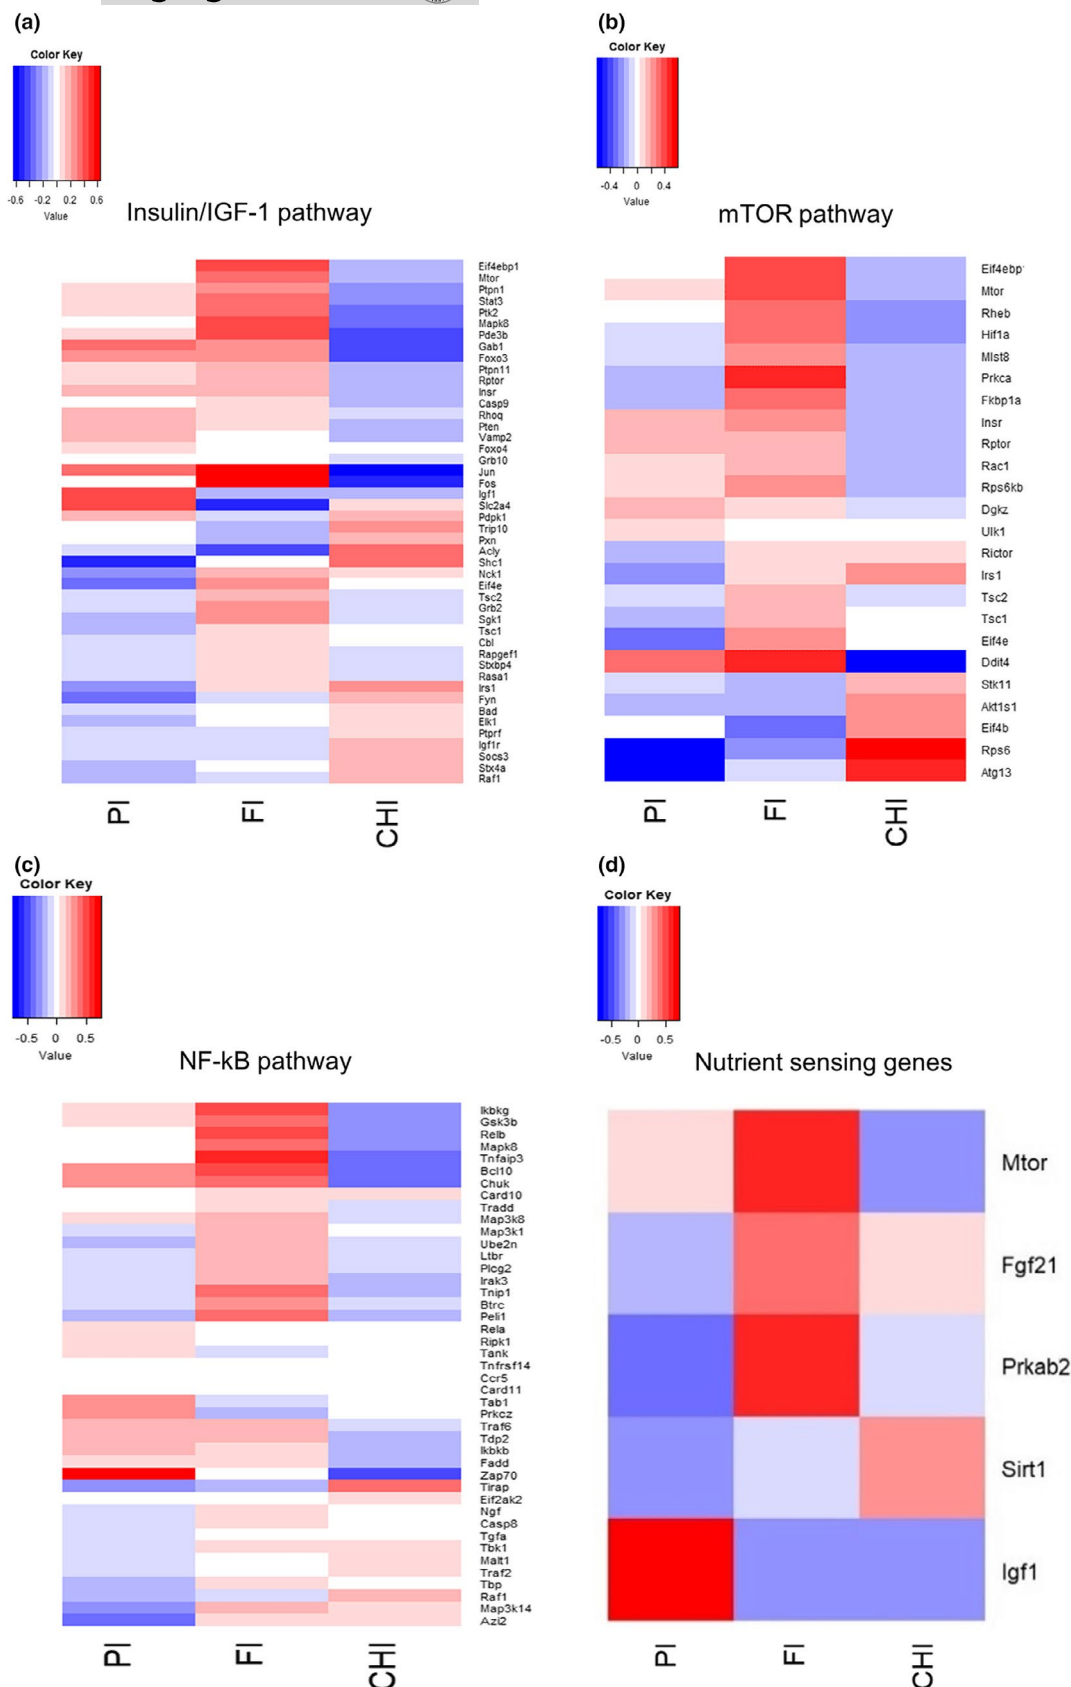 (a)
Color Key
-0.6 -0.2 0.2 0.6
Value
Insulin/IGF-1 pathway
Eif4ebp1
Mtor
Ptpn1
Stat3
Ptk2
Mapk8
Pde3b
Gab1
Foxo3
Ptpn11
Rptor
Insr
Casp9
Rhoq
Pten
Vamp2
Foxo4
Grb10
Jun
Fos
Igf1
Slc2a4
Pdpk1
Trip10
Pxn
Acly
Shc1
Nck1
Eif4e
Tsc2
Grb2
Sgk1
Tsc1
Cbl
Rapgef1
Stxbp4
Rasa1
Irs1
Fyn
Bad
Elk1
Ptprf
Igf1r
Socs3
Stx4a
Raf1
PI FI CHI
(b)
Color Key
-0.4 0 0.4
Value
mTOR pathway
Eif4ebp
Mtor
Rheb
Hif1a
Mlst8
Prkca
Fkbp1a
Insr
Rptor
Rac1
Rps6kb
Dgkz
Ulk1
Rictor
Irs1
Tsc2
Tsc1
Eif4e
Ddit4
Stk11
Akt1s1
Eif4b
Rps6
Atg13
PI FI CHI
(c)
Color Key
-0.5 0 0.5
Value
NF-kB pathway
Ikbkg
Gsk3b
Relb
Mapk8
Tnfaip3
Bcl10
Chuk
Card10
Tradd
Map3k8
Map3k1
Ube2n
Ltbr
Plcg2
Irak3
Tnip1
Btrc
Peli1
Rela
Ripk1
Tank
Tnfrsf14
Ccr5
Card11
Tab1
Prkcz
Traf6
Tdp2
Ikbkb
Fadd
Zap70
Tirap
Eif2ak2
Ngf
Casp8
Tgfa
Tbk1
Malt1
Traf2
Tbp
Raf1
Map3k14
Azi2
PI FI CHI
(d)
Color Key
-0.5 0 0.5
Value
Nutrient sensing genes
Mtor
Fgf21
Prkab2
Sirt1
Igf1
PI FI CHI